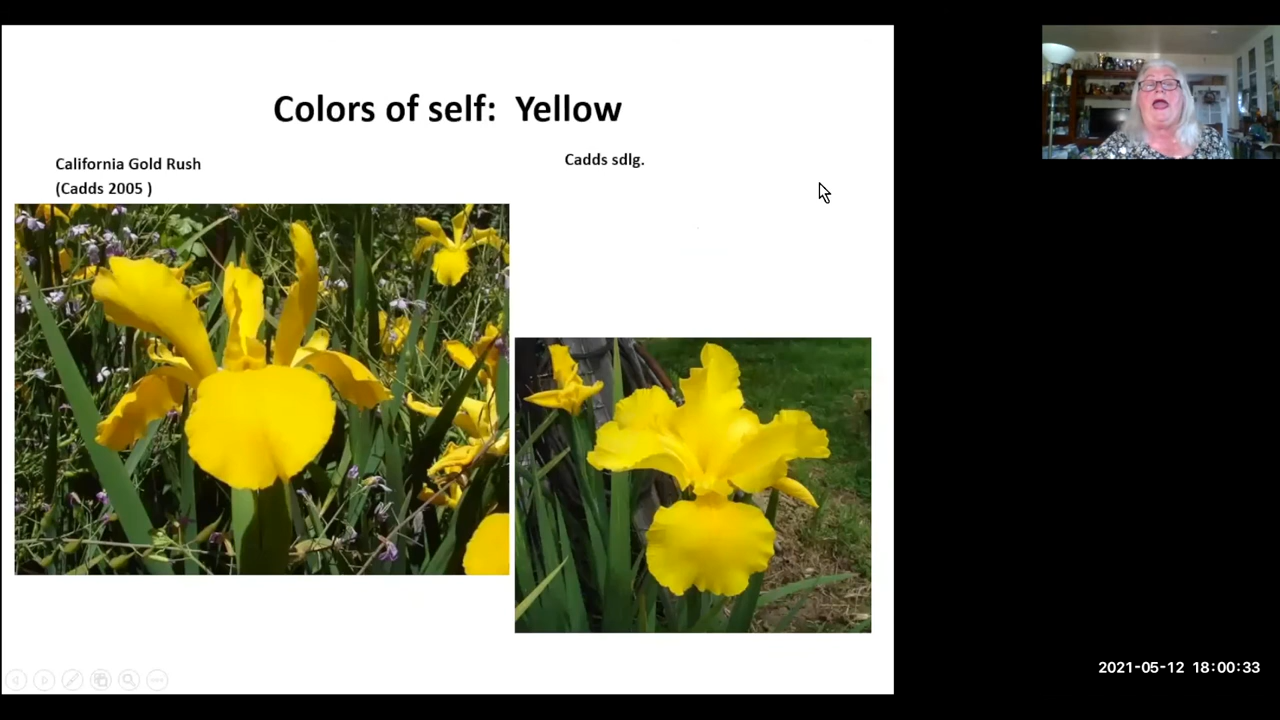 Colors of self:  Yellow
California Gold Rush
(Cadds 2005 )
Cadds sdlg.
2021-05-12 18:00:33